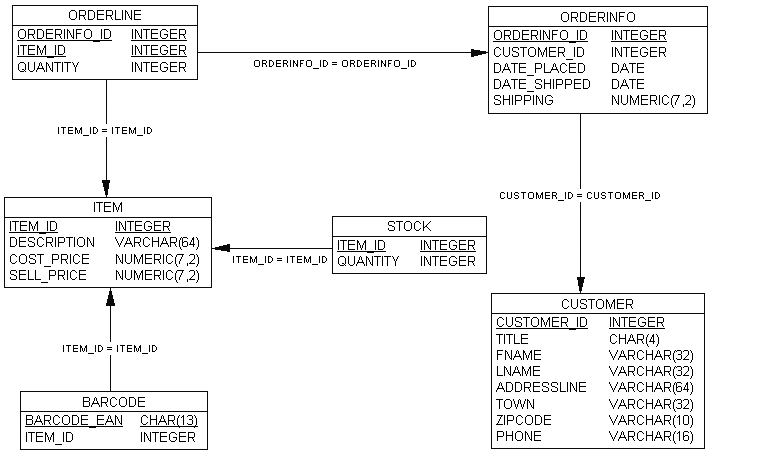 ORDERLINE
ORDERINFO_ID INTEGER
ITEM_ID INTEGER
QUANTITY INTEGER
ORDERINFO_ID = ORDERINFO_ID
ORDERINFO
ORDERINFO_ID INTEGER
CUSTOMER_ID INTEGER
DATE_PLACED DATE
DATE_SHIPPED DATE
SHIPPING NUMERIC(7,2)
ITEM_ID = ITEM_ID
CUSTOMER_ID = CUSTOMER_ID
ITEM
ITEM_ID INTEGER
DESCRIPTION VARCHAR(64)
COST_PRICE NUMERIC(7,2)
SELL_PRICE NUMERIC(7,2)
ITEM_ID = ITEM_ID
STOCK
ITEM_ID INTEGER
QUANTITY INTEGER
CUSTOMER
CUSTOMER_ID INTEGER
TITLE CHAR(4)
FNAME VARCHAR(32)
LNAME VARCHAR(32)
ADDRESSLINE VARCHAR(64)
TOWN VARCHAR(32)
ZIPCODE VARCHAR(10)
PHONE VARCHAR(16)
ITEM_ID = ITEM_ID
BARCODE
BARCODE_EAN CHAR(13)
ITEM_ID INTEGER